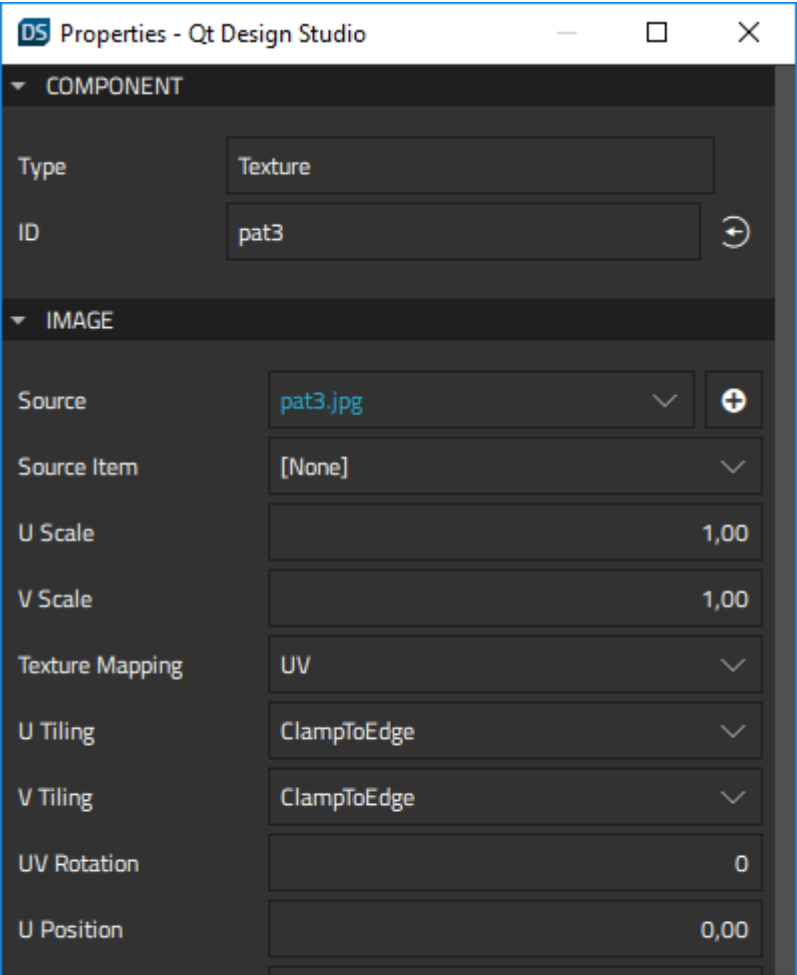 DS Properties - Qt Design Studio
COMPONENT
Type Texture
ID pat3
IMAGE
Source pat3.jpg
Source Item [None]
U Scale 1,00
V Scale 1,00
Texture Mapping UV
U Tiling ClampToEdge
V Tiling ClampToEdge
UV Rotation 0
U Position 0,00